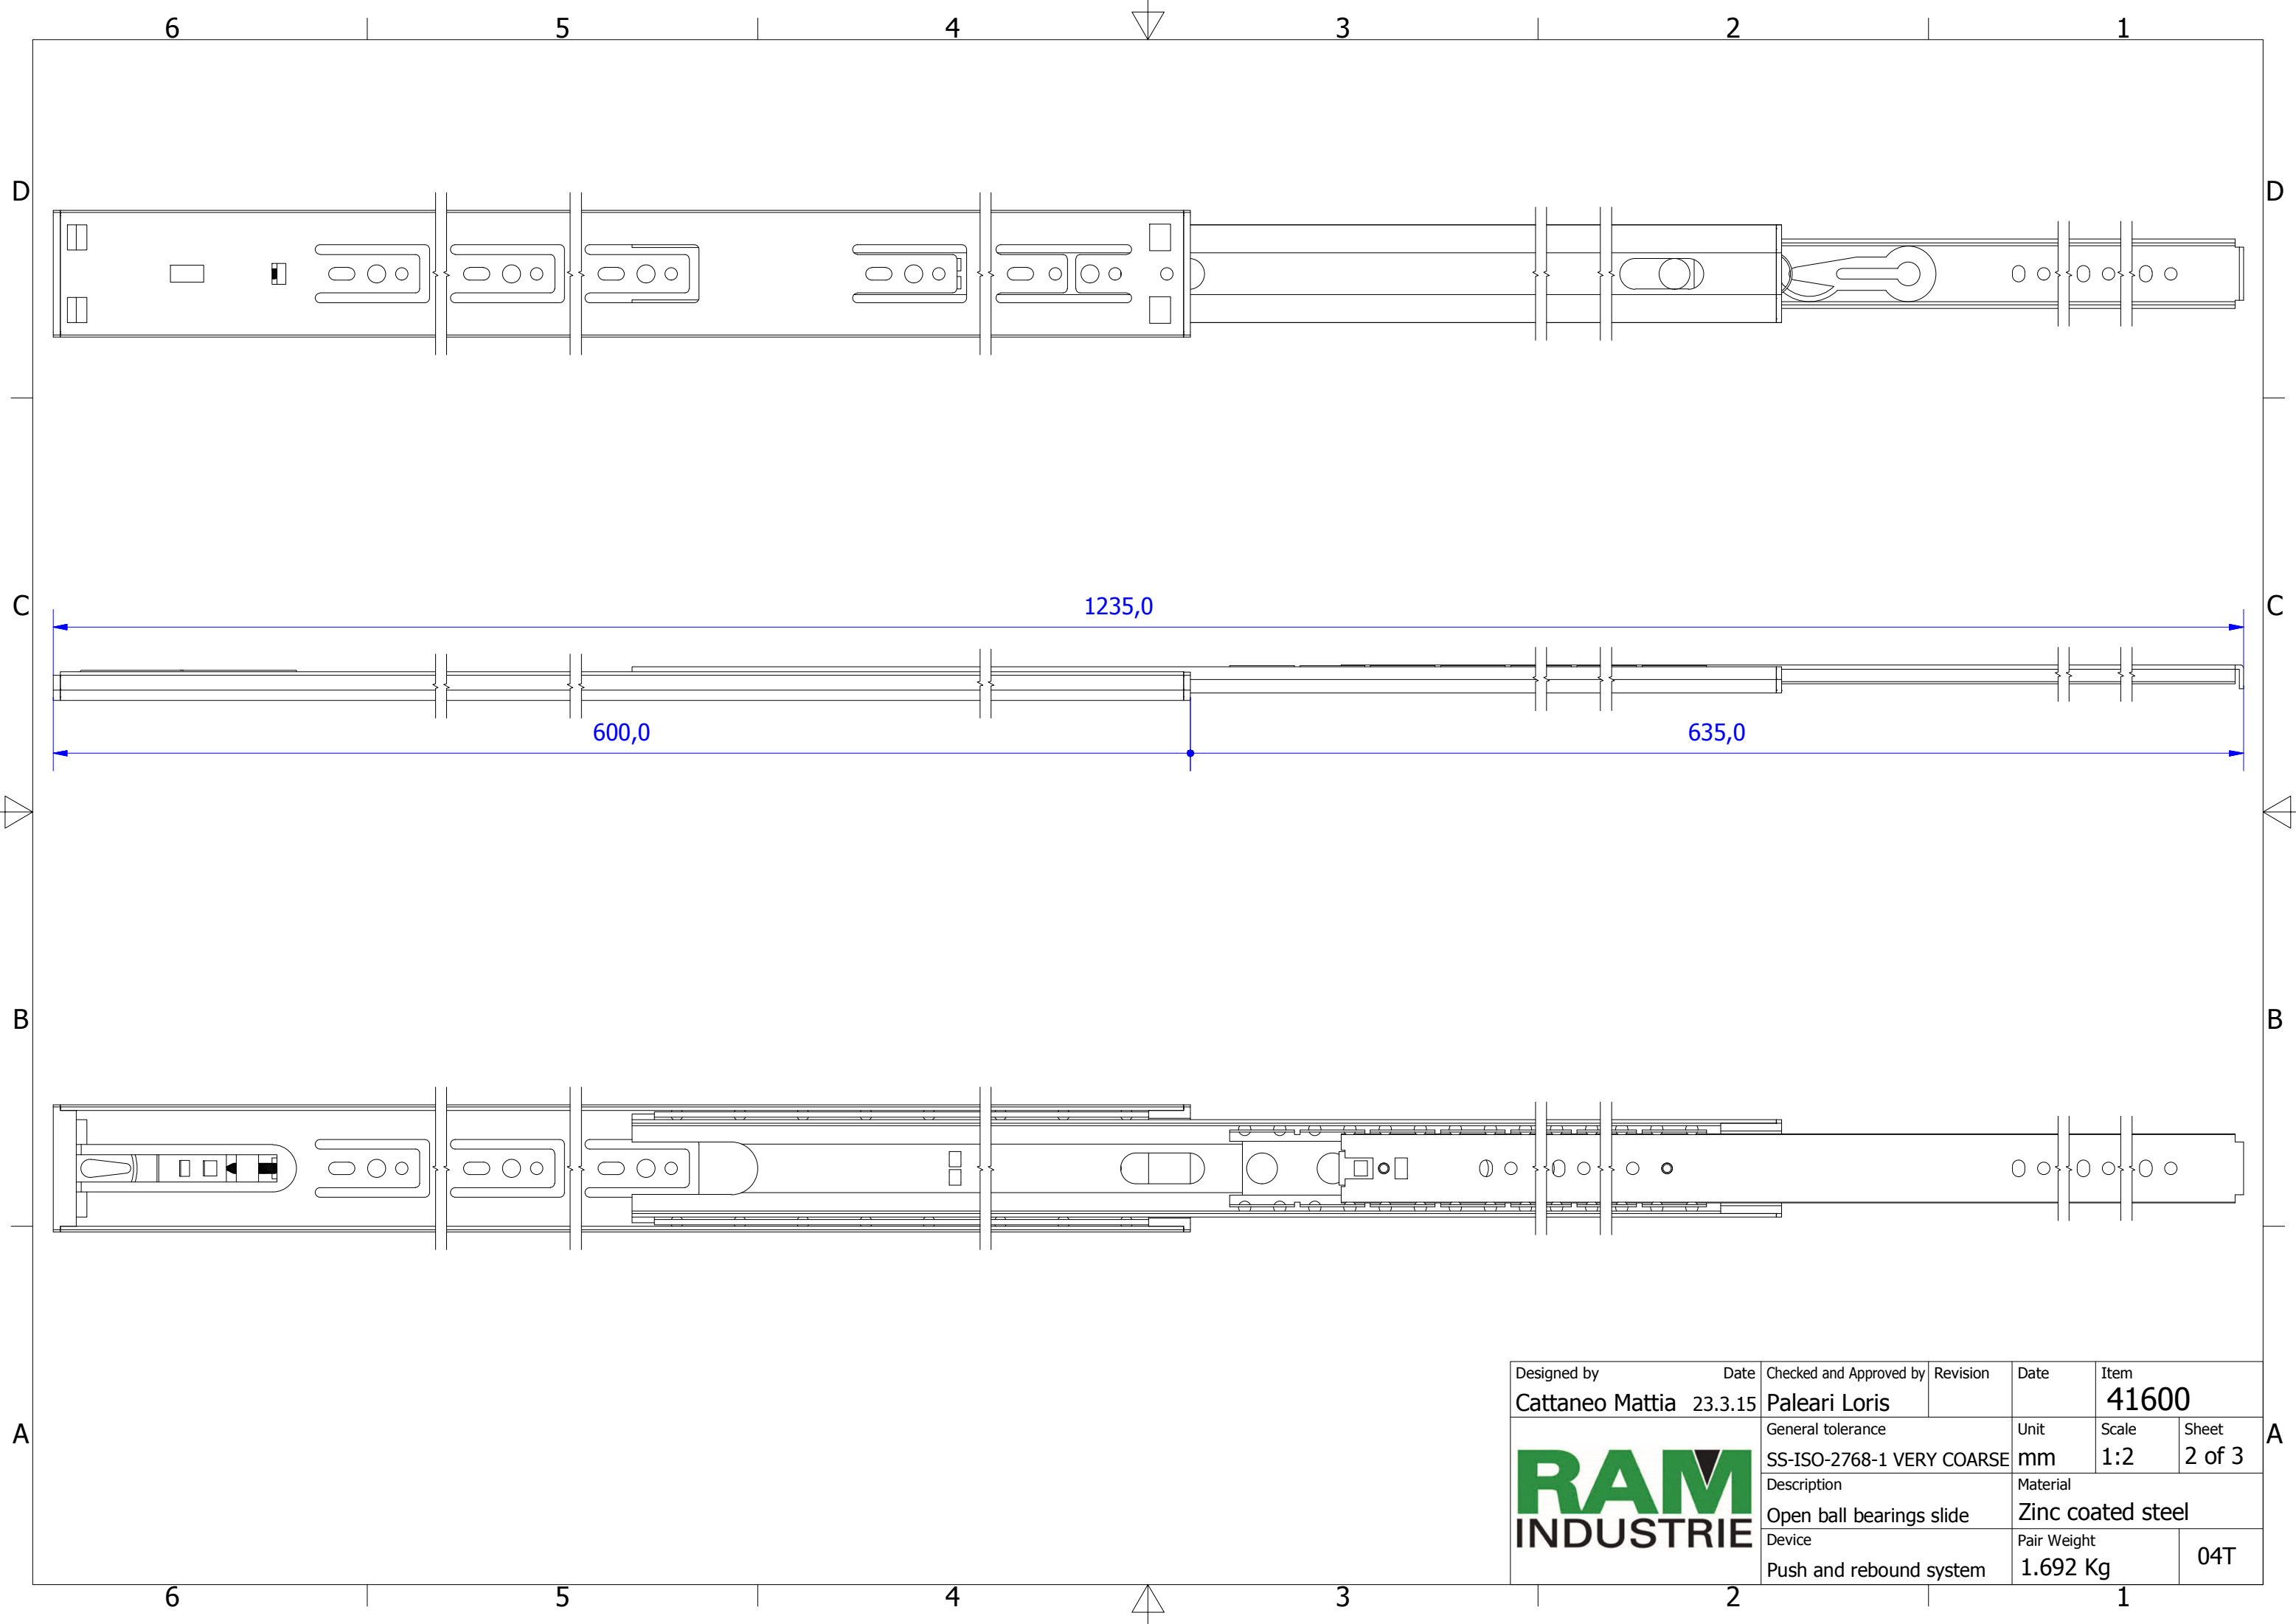 6 5 4 3 2 1
D D
1235,0
C C
600,0 635,0
B B
Designed by Date Checked and Approved by Revision Date Item
Cattaneo Mattia 23.3.15 Paleari Loris 41600
General tolerance Unit Scale Sheet
A SS-ISO-2768-1 VERY COARSE mm 1:2 2 of 3 A
RAM
INDUSTRIE
Description Material
Open ball bearings slide Zinc coated steel
Device Pair Weight
Push and rebound system 1.692 Kg 04T
6 5 4 3 2 1